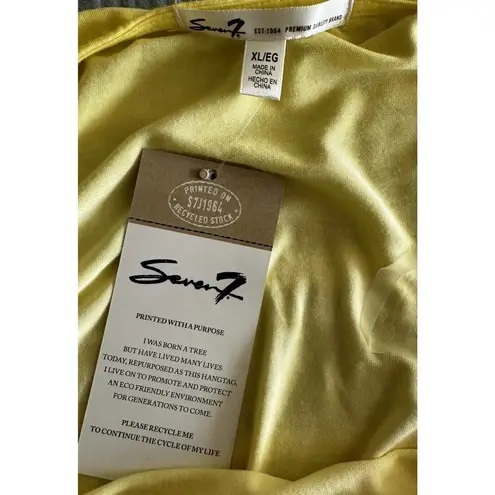 Seven7
EST:1964 PREMIUM QUALITY BRAND
XL/EG
MADE IN
CHINA
HECHO EN
CHINA
PRINTED ON
S7J1964
RECYCLED STOCK
Seven7
PRINTED WITH A PURPOSE
I WAS BORN A TREE
BUT HAVE LIVED MANY LIVES
TODAY, REPURPOSED AS THIS HANGTAG,
I LIVE ON TO PROMOTE AND PROTECT
AN ECO FRIENDLY ENVIRONMENT
FOR GENERATIONS TO COME.
PLEASE RECYCLE ME
TO CONTINUE THE CYCLE OF MY LIFE